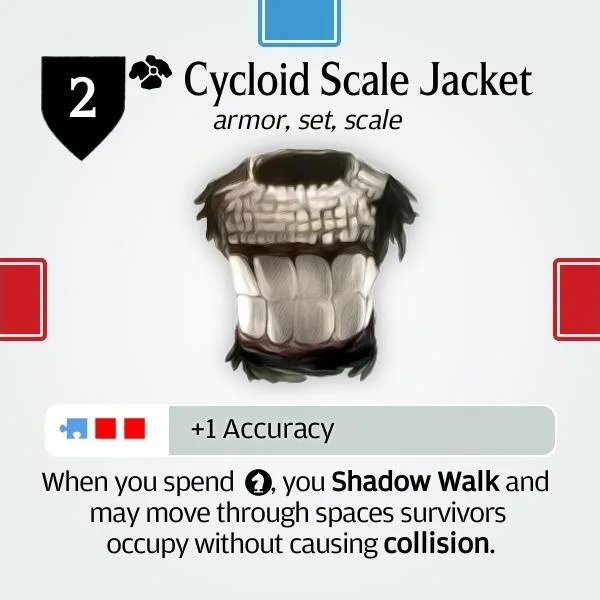 2
Cycloid Scale Jacket
armor, set, scale
+1 Accuracy
When you spend , you Shadow Walk and
may move through spaces survivors
occupy without causing collision.